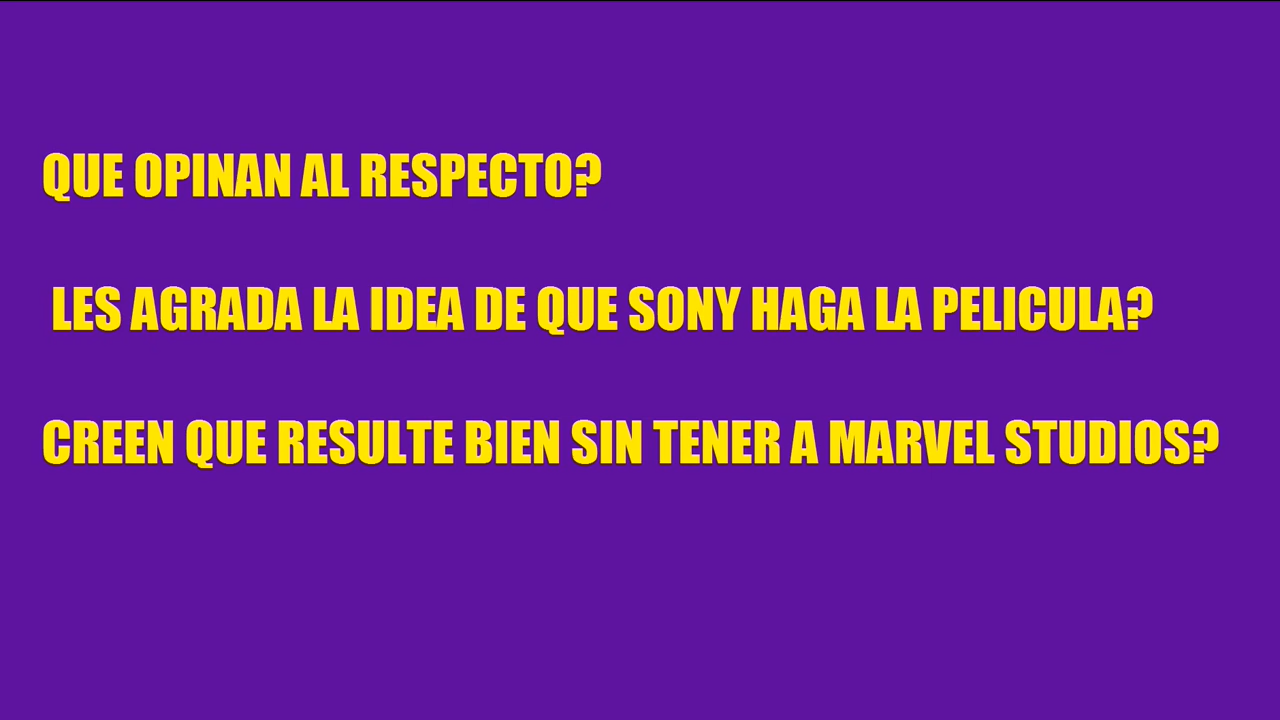 QUE OPINAN AL RESPECTO?
LES AGRADA LA IDEA DE QUE SONY HAGA LA PELICULA?
CREEN QUE RESULTE BIEN SIN TENER A MARVEL STUDIOS?